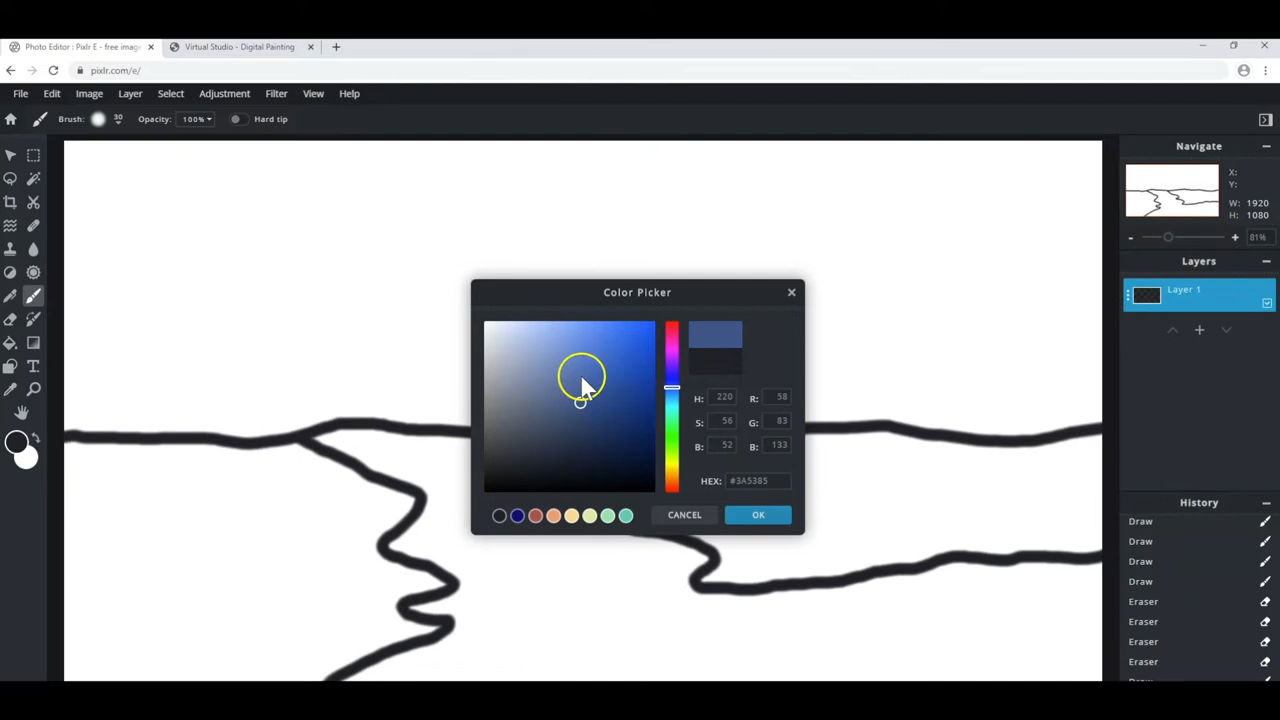 Photo Editor : Pixlr E - free imag
Virtual Studio - Digital Painting
pixlr.com/e/
File Edit Image Layer Select Adjustment Filter View Help
Brush: 30 Opacity: 100% Hard tip
Navigate
X:
Y:
W: 1920
H: 1080
- + 81%
Layers
Layer 1
Color Picker
H: 220 R: 58
S: 56 G: 83
B: 52 B: 133
HEX: #3A5385
CANCEL OK
T
History
Draw
Draw
Draw
Draw
Eraser
Eraser
Eraser
Eraser